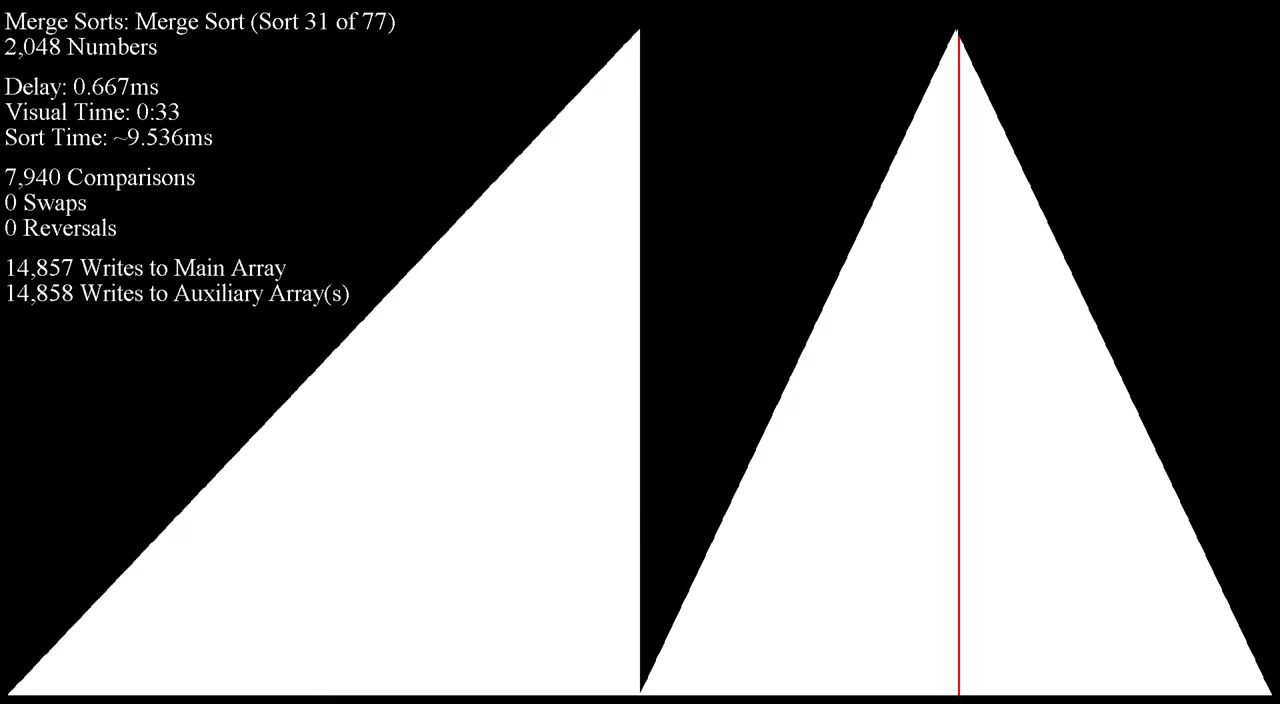 Merge Sorts: Merge Sort (Sort 31 of 77)
2,048 Numbers
Delay: 0.667ms
Visual Time: 0:33
Sort Time: ~9.536ms
7,940 Comparisons
0 Swaps
0 Reversals
14,857 Writes to Main Array
14,858 Writes to Auxiliary Array(s)